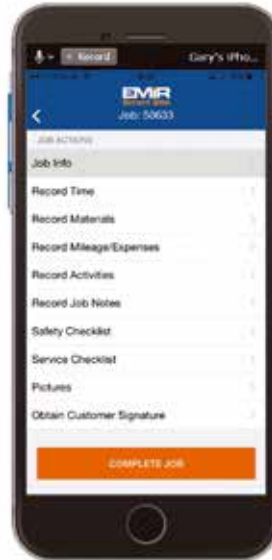 Record
Gary's iPho...
EMIR
Job: 50633
JOB ACTIONS
Job Info
Record Time
Record Materials
Record Mileage/Expenses
Record Activities
Record Job Notes
Safety Checklist
Service Checklist
Pictures
Obtain Customer Signature
COMPLETE JOB